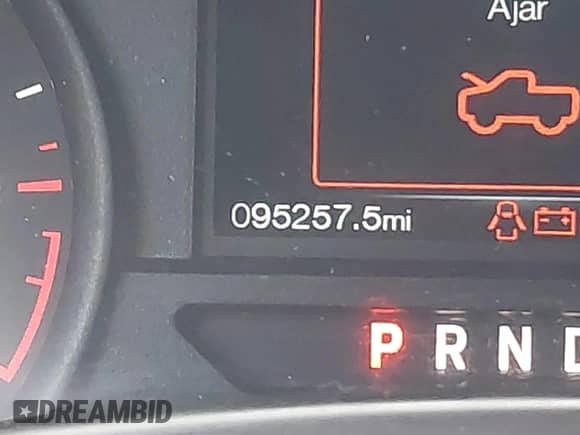 Ajar
095257.5mi
P R N D
DREAMBID